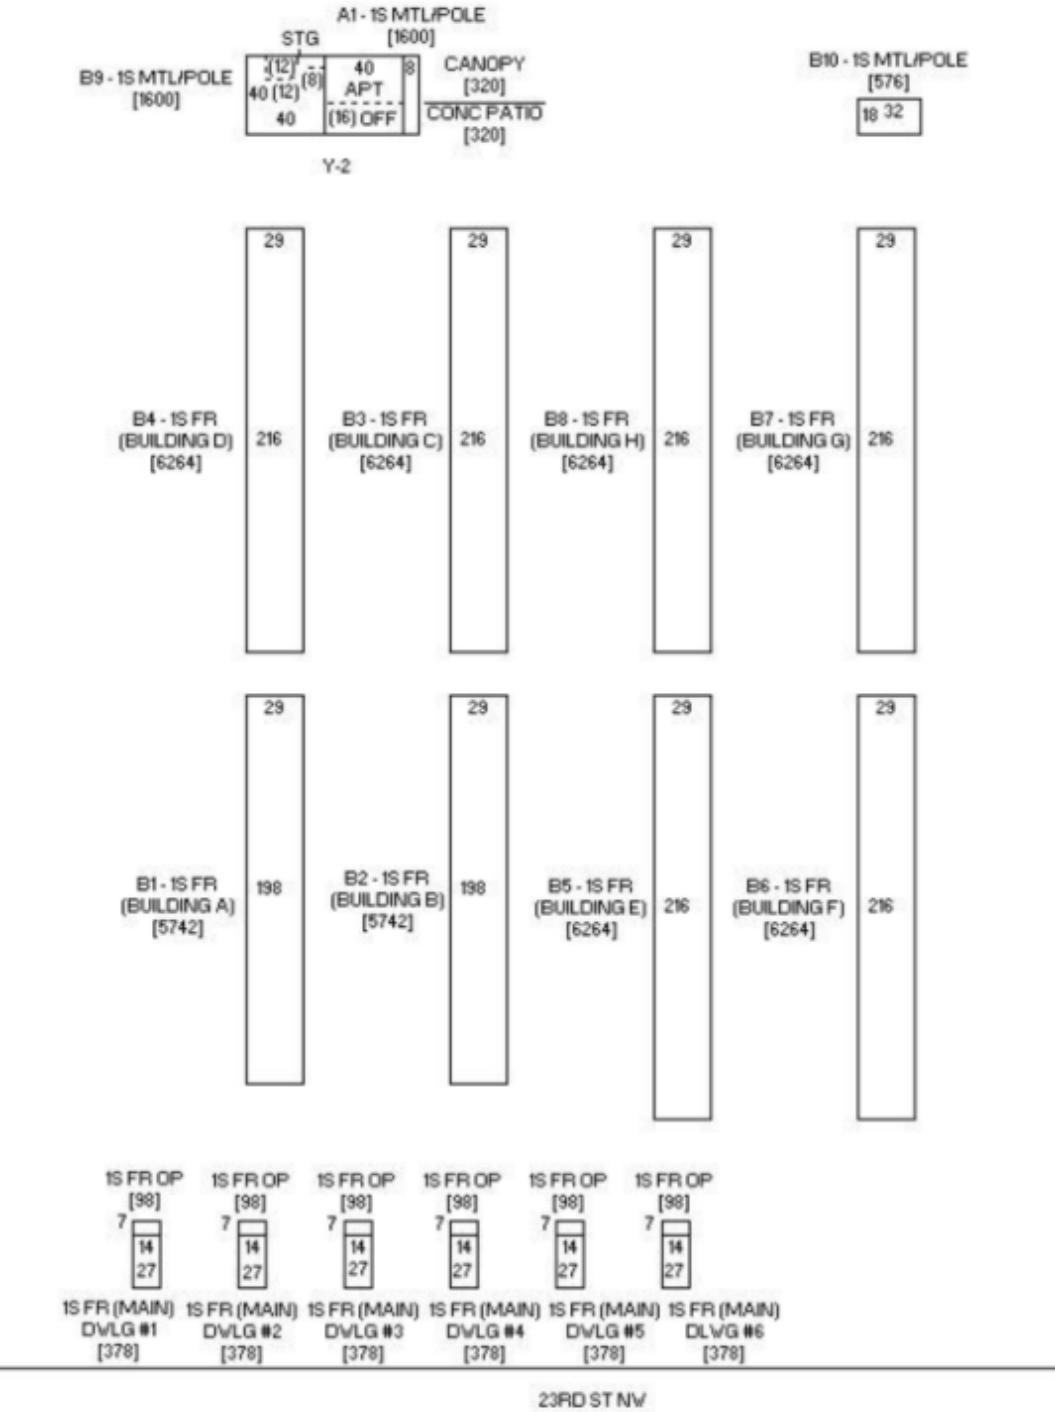 A1 - 1S MTL/POLE
[1600]
STG
B9 - 1S MTL/POLE
[1600]
(12)
(8)
40 (12)
40
40
APT
(16) OFF
8
CANOPY
[320]
CONC PATIO
[320]
Y-2
B10 - 1S MTL/POLE
[576]
18 32
29
29
29
29
B4 - 1S FR
(BUILDING D)
[6264]
216
B3 - 1S FR
(BUILDING C)
[6264]
216
B8 - 1S FR
(BUILDING H)
[6264]
216
B7 - 1S FR
(BUILDING G)
[6264]
216
29
29
29
29
B1 - 1S FR
(BUILDING A)
[5742]
198
B2 - 1S FR
(BUILDING B)
[5742]
198
B5 - 1S FR
(BUILDING E)
[6264]
216
B6 - 1S FR
(BUILDING F)
[6264]
216
1S FR OP
[98]
7
14
27
1S FR (MAIN)
DWLG #1
[378]
1S FR OP
[98]
7
14
27
1S FR (MAIN)
DWLG #2
[378]
1S FR OP
[98]
7
14
27
1S FR (MAIN)
DWLG #3
[378]
1S FR OP
[98]
7
14
27
1S FR (MAIN)
DWLG #4
[378]
1S FR OP
[98]
7
14
27
1S FR (MAIN)
DWLG #5
[378]
1S FR OP
[98]
7
14
27
1S FR (MAIN)
DLWG #6
[378]
23RD ST NW